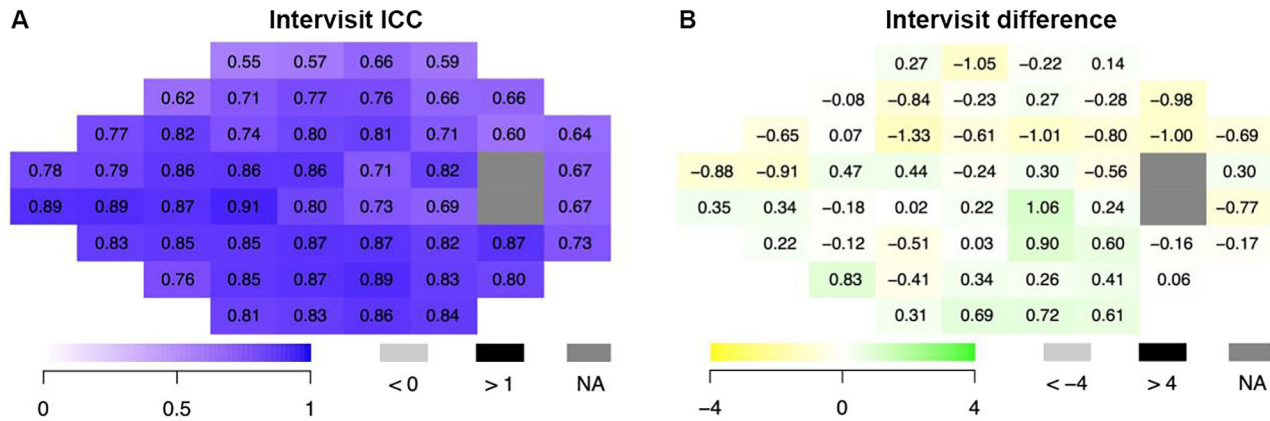 A Intervisit ICC
0.55 0.57 0.66 0.59
0.62 0.71 0.77 0.76 0.66 0.66
0.77 0.82 0.74 0.80 0.81 0.71 0.60 0.64
0.78 0.79 0.86 0.86 0.86 0.71 0.82 0.67
0.89 0.89 0.87 0.91 0.80 0.73 0.69 0.67
0.83 0.85 0.85 0.87 0.87 0.82 0.87 0.73
0.76 0.85 0.87 0.89 0.83 0.80
0.81 0.83 0.86 0.84
< 0 > 1 NA
0 0.5 1
B Intervisit difference
0.27 −1.05 −0.22 0.14
−0.08 −0.84 −0.23 0.27 −0.28 −0.98
−0.65 0.07 −1.33 −0.61 −1.01 −0.80 −1.00 −0.69
−0.88 −0.91 0.47 0.44 −0.24 0.30 −0.56 0.30
0.35 0.34 −0.18 0.02 0.22 1.06 0.24 −0.77
0.22 −0.12 −0.51 0.03 0.90 0.60 −0.16 −0.17
0.83 −0.41 0.34 0.26 0.41 0.06
0.31 0.69 0.72 0.61
< −4 > 4 NA
−4 0 4